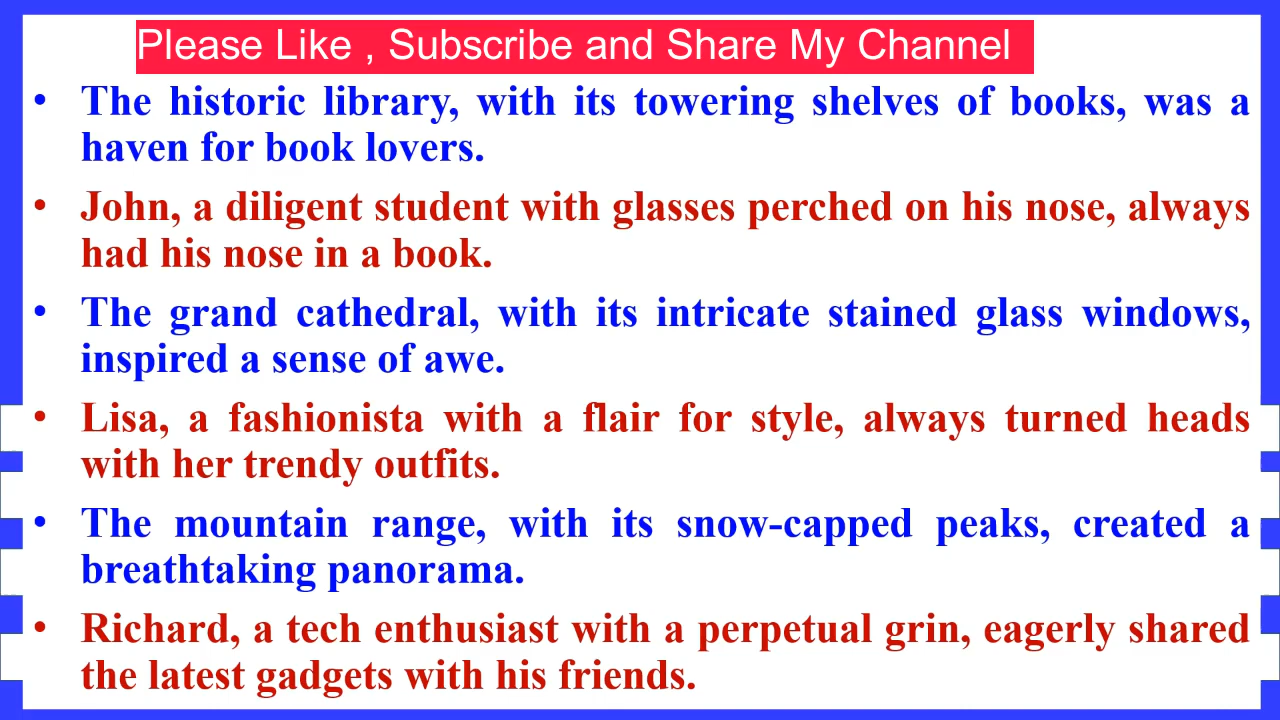 Please Like , Subscribe and Share My Channel
• The historic library, with its towering shelves of books, was a
haven for book lovers.
• John, a diligent student with glasses perched on his nose, always
had his nose in a book.
• The grand cathedral, with its intricate stained glass windows,
inspired a sense of awe.
• Lisa, a fashionista with a flair for style, always turned heads
with her trendy outfits.
• The mountain range, with its snow-capped peaks, created a
breathtaking panorama.
• Richard, a tech enthusiast with a perpetual grin, eagerly shared
the latest gadgets with his friends.